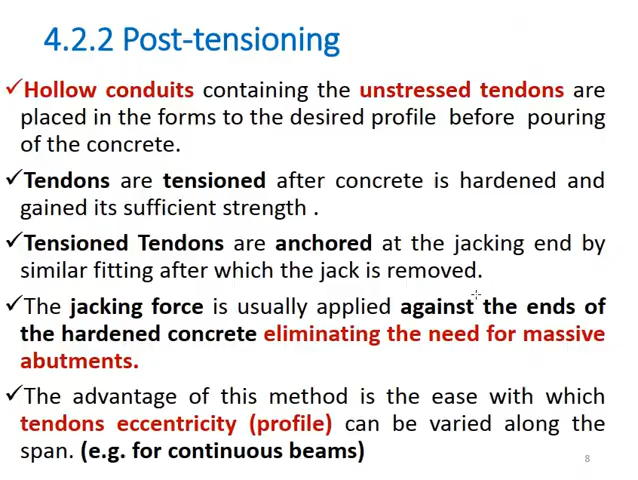 4.2.2 Post-tensioning
✓Hollow conduits containing the unstressed tendons are
placed in the forms to the desired profile before pouring
of the concrete.
✓Tendons are tensioned after concrete is hardened and
gained its sufficient strength .
✓Tensioned Tendons are anchored at the jacking end by
similar fitting after which the jack is removed.
✓The jacking force is usually applied against the ends of
the hardened concrete eliminating the need for massive
abutments.
✓The advantage of this method is the ease with which
tendons eccentricity (profile) can be varied along the
span. (e.g. for continuous beams)
8